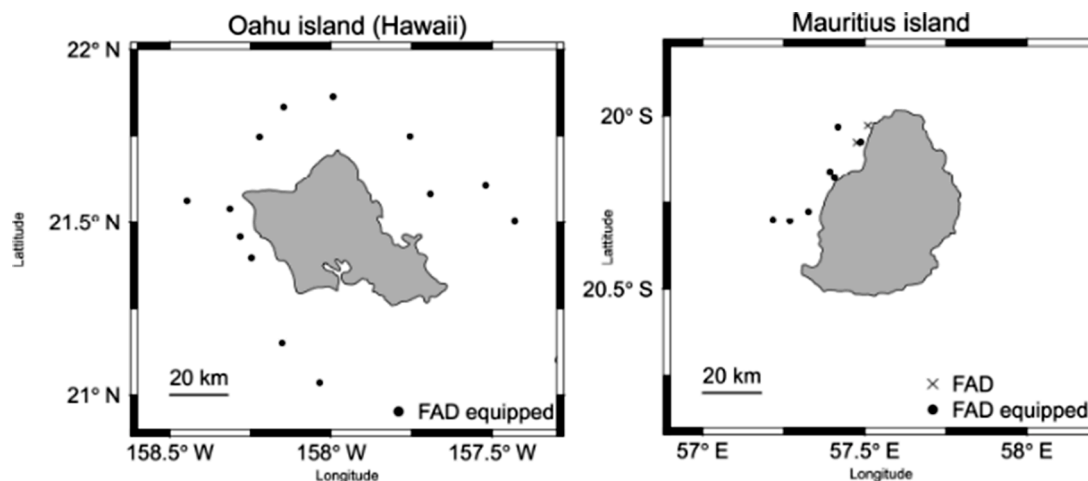 Oahu island (Hawaii)
22° N
21.5° N
21° N
Lattitude
20 km
FAD equipped
158.5° W
158° W
157.5° W
Longitude
Mauritius island
20° S
20.5° S
Lattitude
20 km
FAD
FAD equipped
57° E
57.5° E
58° E
Longitude